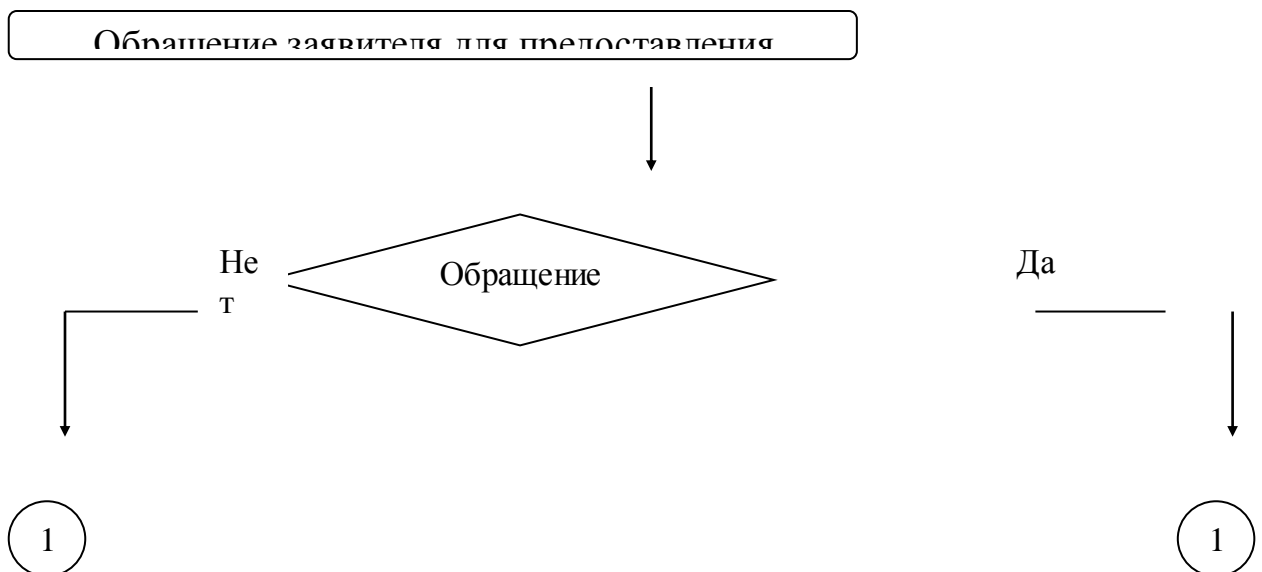 Обращение заявителя для предоставления
Не
т
Обращение
Да
1
1